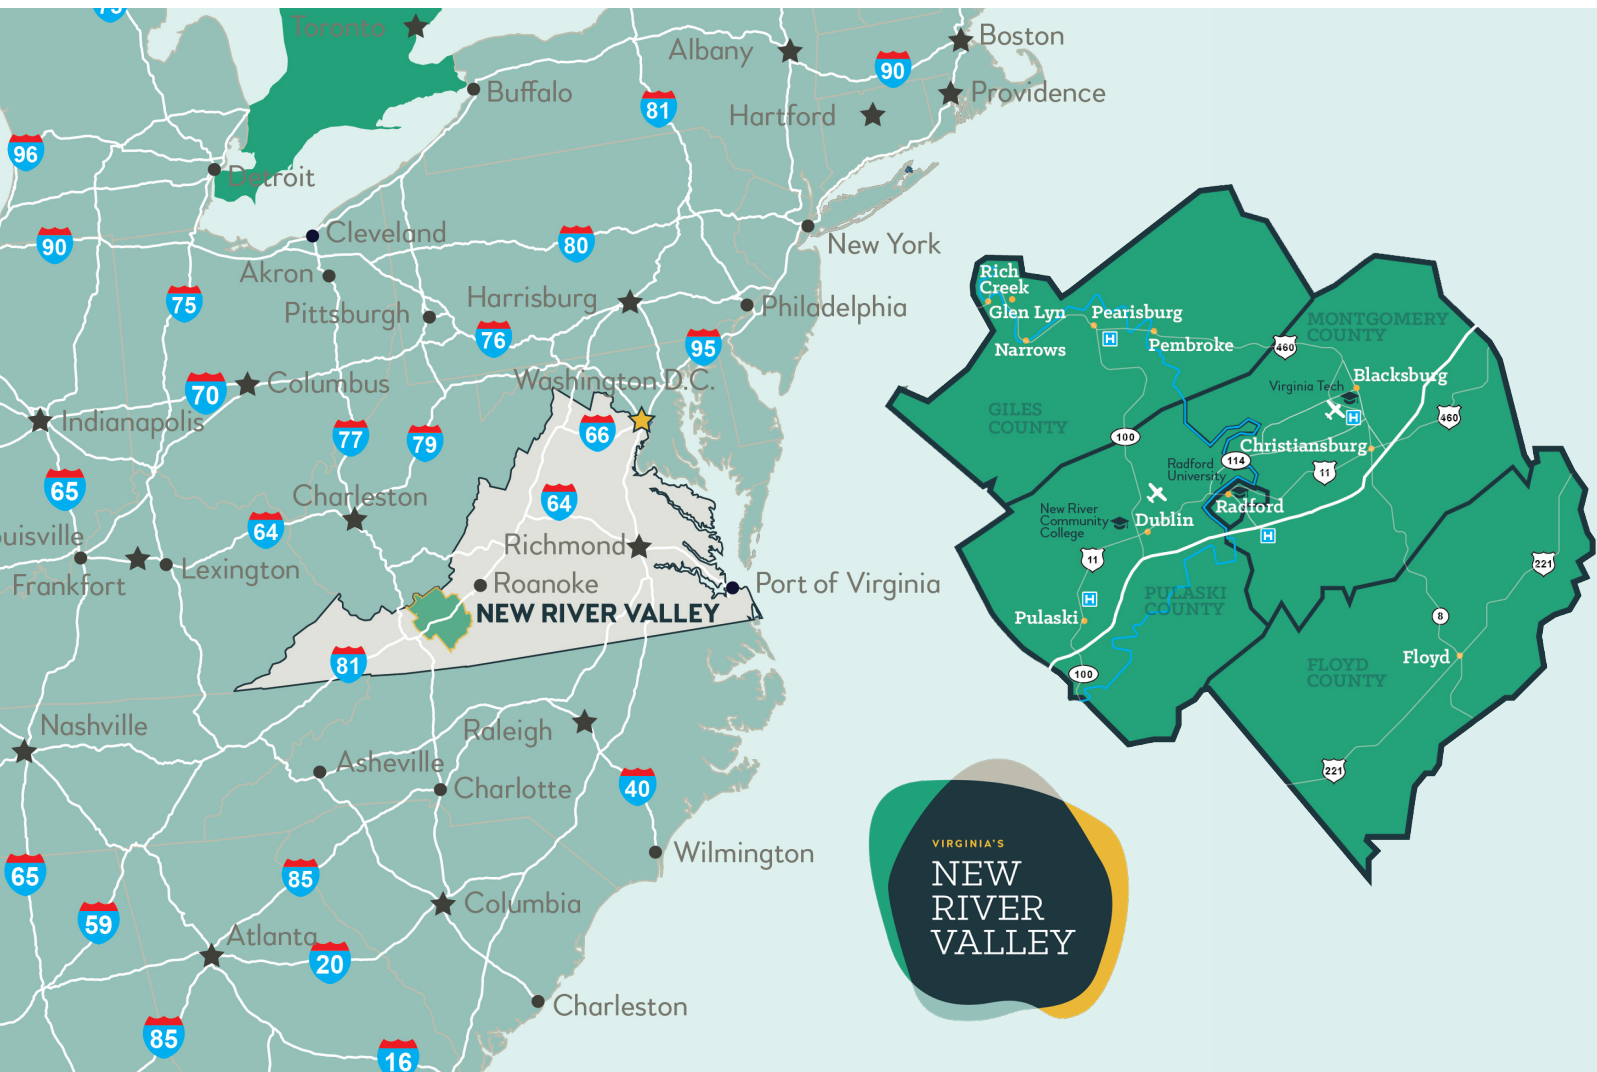 75
Toronto
Albany
Boston
90
Buffalo
81
Providence
Hartford
96
Detroit
Cleveland
90
80
New York
Akron
75
Harrisburg
Philadelphia
Pittsburgh
76
95
Washington D.C.
70
Columbus
Indianapolis
77
79
66
65
Charleston
64
64
Richmond
Frankfort
Lexington
Roanoke
Port of Virginia
NEW RIVER VALLEY
81
Nashville
Raleigh
Asheville
Charlotte
40
Wilmington
65
85
59
Columbia
Atlanta
20
Charleston
85
16
Rich
Creek
Glen Lyn
Pearisburg
H
Narrows
Pembroke
MONTGOMERY
COUNTY
460
Blacksburg
Virginia Tech
H
460
GILES
COUNTY
100
Christiansburg
114
11
Radford
University
Radford
New River
Community
College
Dublin
H
11
221
H
PULASKI
COUNTY
Pulaski
8
Floyd
FLOYD
COUNTY
100
221
VIRGINIA'S
NEW
RIVER
VALLEY